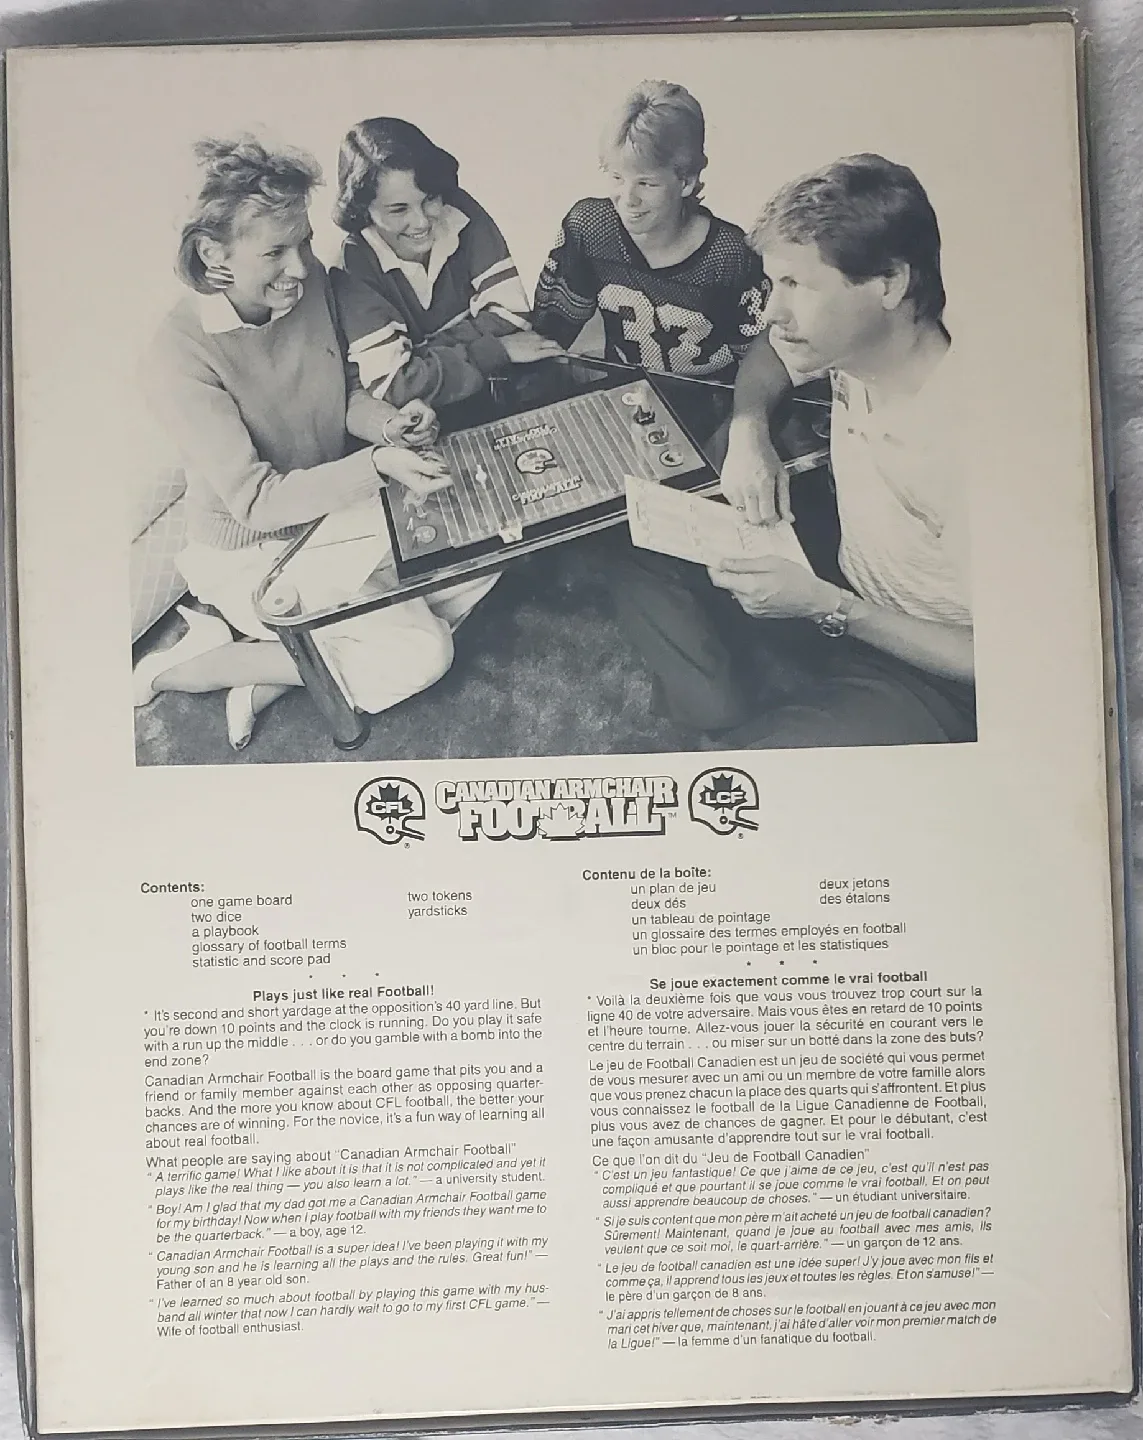 32
3
CFL
CANADIAN ARMCHAIR
FOOTBALL™
LCF
®
®
Contents:
one game board
two dice
a playbook
glossary of football terms
statistic and score pad
two tokens
yardsticks
* * *
Plays just like real Football!
* It's second and short yardage at the opposition's 40 yard line. But
you're down 10 points and the clock is running. Do you play it safe
with a run up the middle . . . or do you gamble with a bomb into the
end zone?
Canadian Armchair Football is the board game that pits you and a
friend or family member against each other as opposing quarter-
backs. And the more you know about CFL football, the better your
chances are of winning. For the novice, it's a fun way of learning all
about real football.
What people are saying about "Canadian Armchair Football"
" A terrific game! What I like about it is that it is not complicated and yet it
plays like the real thing — you also learn a lot." — a university student.
" Boy! Am I glad that my dad got me a Canadian Armchair Football game
for my birthday! Now when I play football with my friends they want me to
be the quarterback." — a boy, age 12.
" Canadian Armchair Football is a super idea! I've been playing it with my
young son and he is learning all the plays and the rules. Great fun!" —
Father of an 8 year old son.
" I've learned so much about football by playing this game with my hus-
band all winter that now I can hardly wait to go to my first CFL game." —
Wife of football enthusiast.
Contenu de la boîte:
un plan de jeu
deux dés
un tableau de pointage
un glossaire des termes employés en football
un bloc pour le pointage et les statistiques
deux jetons
des étalons
* * *
Se joue exactement comme le vrai football
* Voilà la deuxième fois que vous vous trouvez trop court sur la
ligne 40 de votre adversaire. Mais vous êtes en retard de 10 points
et l'heure tourne. Allez-vous jouer la sécurité en courant vers le
centre du terrain . . . ou miser sur un botté dans la zone des buts?
Le jeu de Football Canadien est un jeu de société qui vous permet
de vous mesurer avec un ami ou un membre de votre famille alors
que vous prenez chacun la place des quarts qui s'affrontent. Et plus
vous connaissez le football de la Ligue Canadienne de Football,
plus vous avez de chances de gagner. Et pour le débutant, c'est
une façon amusante d'apprendre tout sur le vrai football.
Ce que l'on dit du "Jeu de Football Canadien"
" C'est un jeu fantastique! Ce que j'aime de ce jeu, c'est qu'il n'est pas
compliqué et que pourtant il se joue comme le vrai football. Et on peut
aussi apprendre beaucoup de choses." — un étudiant universitaire.
" Si je suis content que mon père m'ait acheté un jeu de football canadien?
Sûrement! Maintenant, quand je joue au football avec mes amis, ils
veulent que ce soit moi, le quart-arrière." — un garçon de 12 ans.
" Le jeu de football canadien est une idée super! J'y joue avec mon fils et
comme ça, il apprend tous les jeux et toutes les règles. Et on s'amuse!" —
le père d'un garçon de 8 ans.
" J'ai appris tellement de choses sur le football en jouant à ce jeu avec mon
mari cet hiver que, maintenant, j'ai hâte d'aller voir mon premier match de
la Ligue!" — la femme d'un fanatique du football.